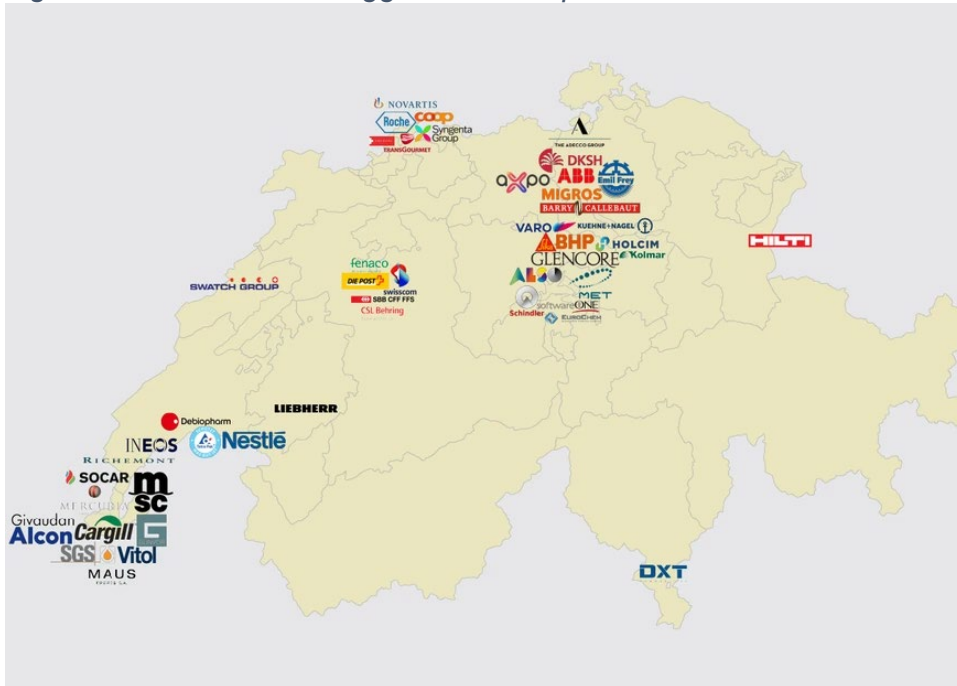 NOVARTIS
Roche
coop
Syngenta
Group
TRANSGOURMET
A
THE ADECCO GROUP
DKSH
axpo
ABB
Emil Frey
MIGROS
BARRY CALLEBAUT
VARO
KUEHNE+NAGEL
BHP
HOLCIM
GLENCORE
Kolmar
HILTI
fenaco
DIE POST
swisscom
SBB CFF FFS
CSL Behring
ALSO
MET
Schindler
softwareONE
EUROCHEM
SWATCH GROUP
LIEBHERR
Debiopharm
INEOS
Nestlé
RICHEMONT
SOCAR
msc
MERCURIA
Givaudan
Alcon
Cargill
G
SGS
Vitol
MAUS
DXT